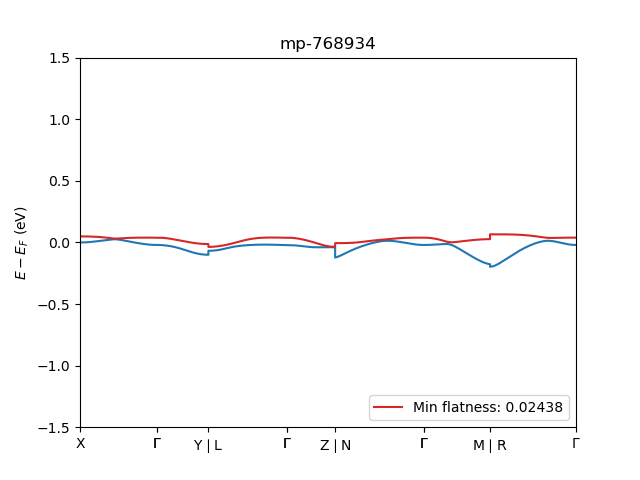 mp-768934
E − E_F (eV)
1.5
1.0
0.5
0.0
−0.5
−1.0
−1.5
Min flatness: 0.02438
X Γ Y | L Γ Z | N Γ M | R Γ